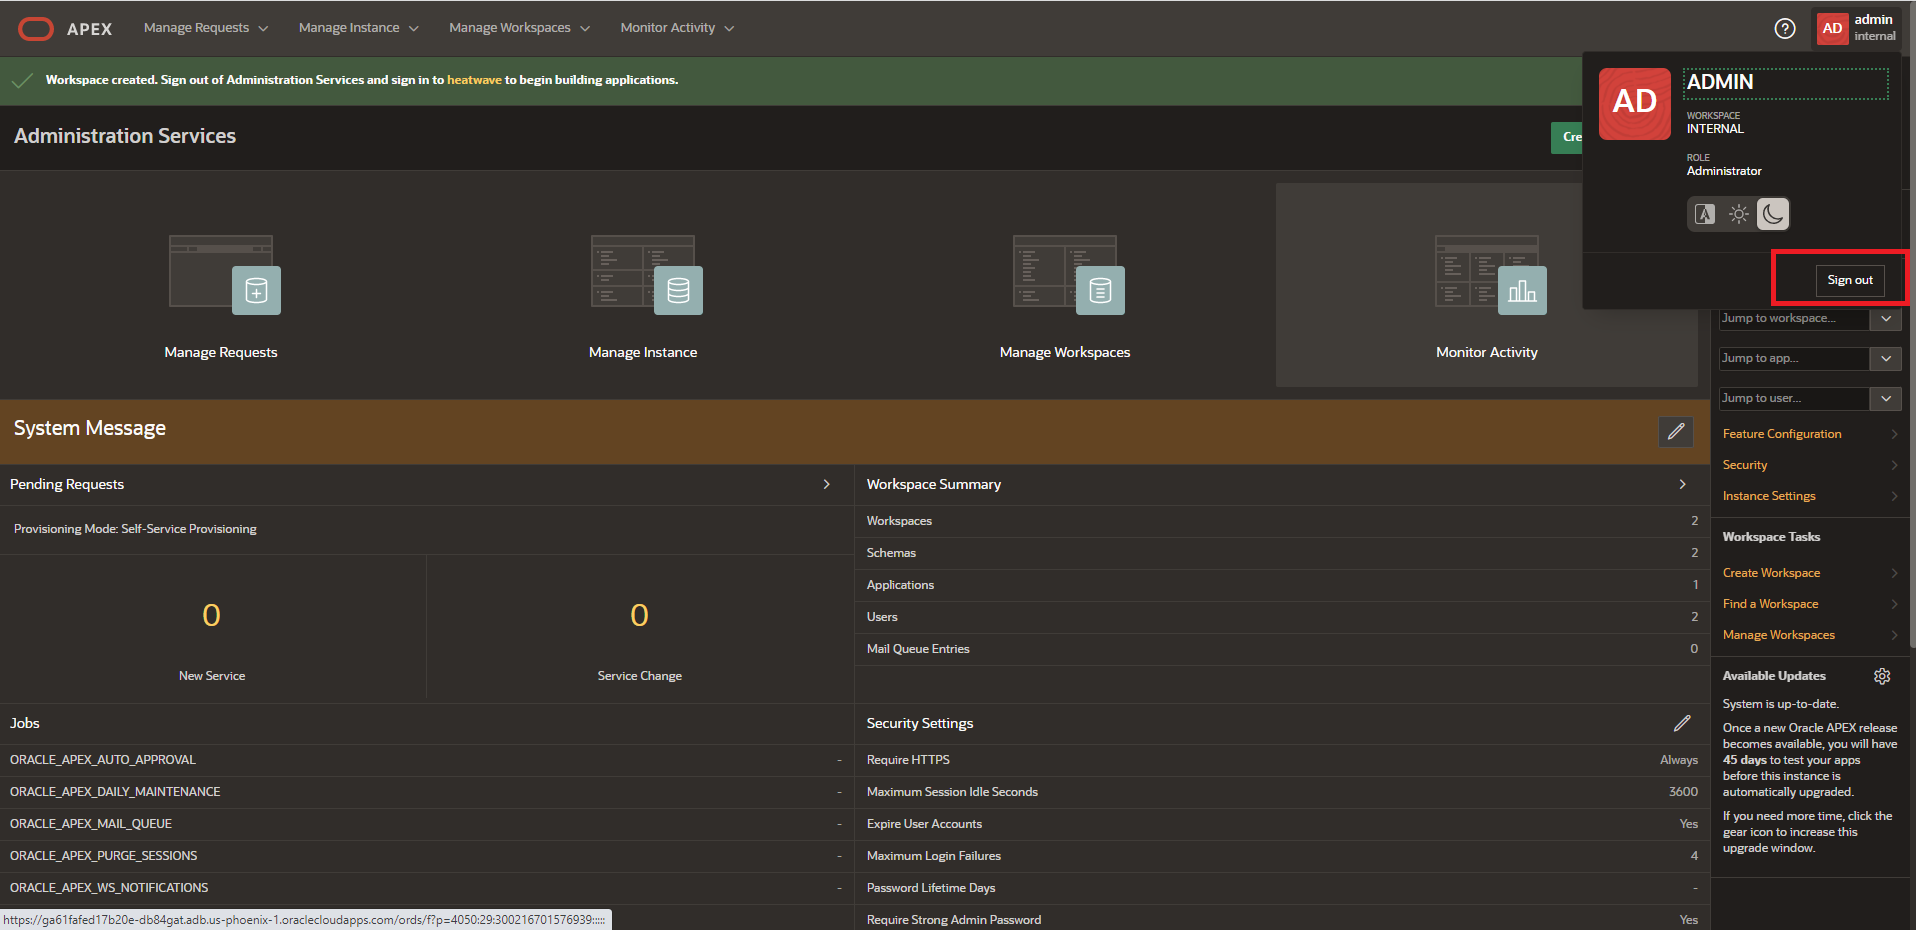 APEX
Manage Requests
Manage Instance
Manage Workspaces
Monitor Activity
?
AD
admin
internal
Workspace created. Sign out of Administration Services and sign in to heatwave to begin building applications.
Administration Services
Cre
AD
ADMIN
WORKSPACE
INTERNAL
ROLE
Administrator
Sign out
Manage Requests
Manage Instance
Manage Workspaces
Monitor Activity
Jump to workspace...
Jump to app...
Jump to user...
Feature Configuration
Security
Instance Settings
Workspace Tasks
Create Workspace
Find a Workspace
Manage Workspaces
Available Updates
System is up-to-date.
Once a new Oracle APEX release
becomes available, you will have
45 days to test your apps
before this instance is
automatically upgraded.
If you need more time, click the
gear icon to increase this
upgrade window.
System Message
Pending Requests
Provisioning Mode: Self-Service Provisioning
0
New Service
0
Service Change
Workspace Summary
Workspaces 2
Schemas 2
Applications 1
Users 2
Mail Queue Entries 0
Jobs
ORACLE_APEX_AUTO_APPROVAL -
ORACLE_APEX_DAILY_MAINTENANCE -
ORACLE_APEX_MAIL_QUEUE -
ORACLE_APEX_PURGE_SESSIONS -
ORACLE_APEX_WS_NOTIFICATIONS -
Security Settings
Require HTTPS Always
Maximum Session Idle Seconds 3600
Expire User Accounts Yes
Maximum Login Failures 4
Password Lifetime Days -
Require Strong Admin Password Yes
https://ga61fafed17b20e-db84gat.adb.us-phoenix-1.oraclecloudapps.com/ords/f?p=4050:29:300216701576939:::::